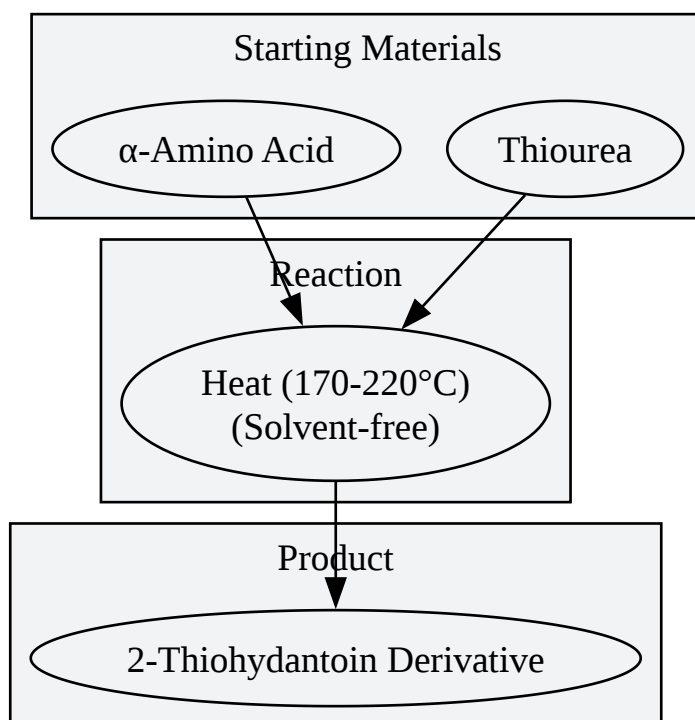 Starting Materials
α-Amino Acid
Thiourea
Reaction
Heat (170-220°C)
(Solvent-free)
Product
2-Thiohydantoin Derivative